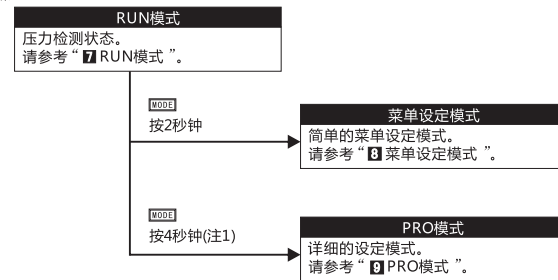 RUN模式
压力检测状态。
请参考“ 7 RUN模式 ”。
MODE
按2秒钟
菜单设定模式
简单的菜单设定模式。
请参考“ 8 菜单设定模式 ”。
MODE
按4秒钟(注1)
PRO模式
详细的设定模式。
请参考“ 9 PRO模式 ”。